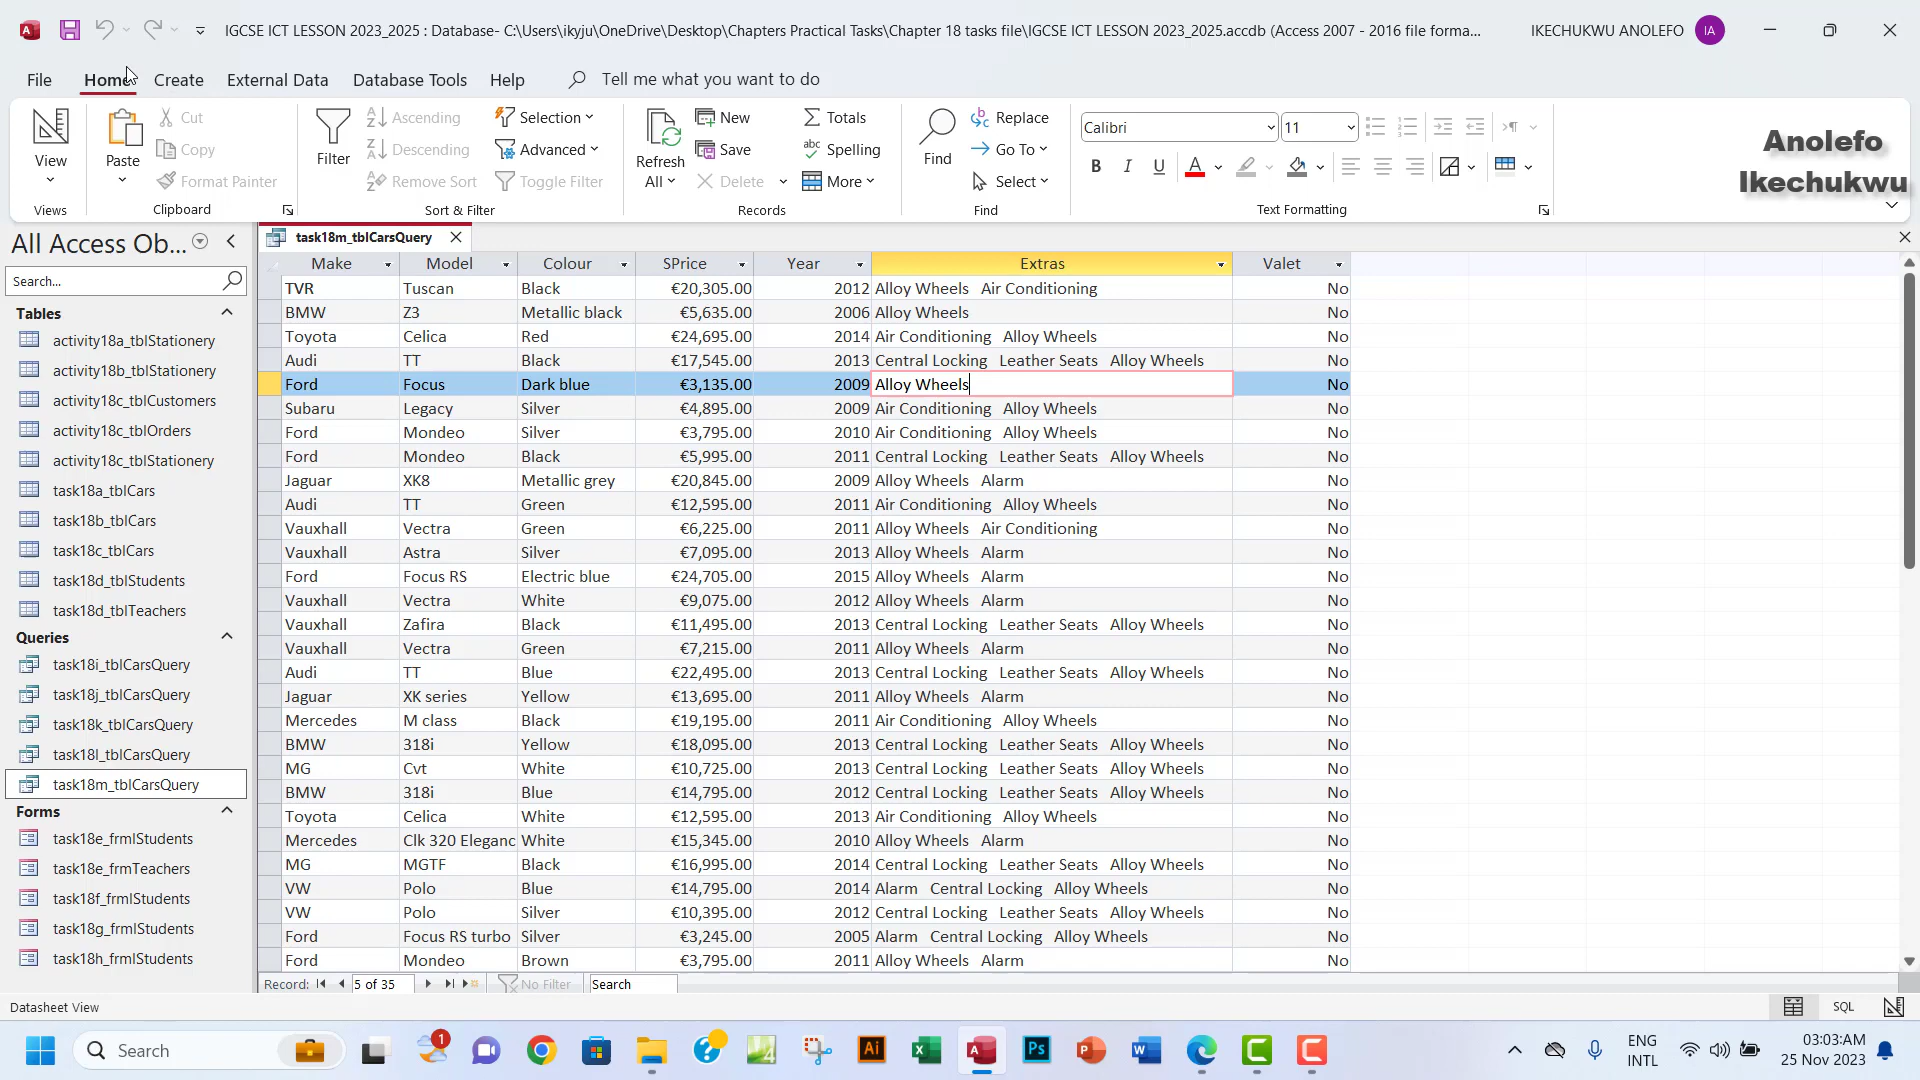 IGCSE ICT LESSON 2023_2025 : Database- C:\Users\ikyju\OneDrive\Desktop\Chapters Practical Tasks\Chapter 18 tasks file\IGCSE ICT LESSON 2023_2025.accdb (Access 2007 - 2016 file forma... IKECHUKWU ANOLEFO IA
File Home Create External Data Database Tools Help Tell me what you want to do
View
Views
Paste
Cut
Copy
Format Painter
Clipboard
Filter
Ascending
Descending
Remove Sort
Selection
Advanced
Toggle Filter
Sort & Filter
Refresh All
New
Save
Delete
Totals
Spelling
More
Records
Find
Replace
Go To
Select
Find
Calibri 11
B I U A
Text Formatting
Anolefo
Ikechukwu
All Access Ob...
Search...
Tables
activity18a_tblStationery
activity18b_tblStationery
activity18c_tblCustomers
activity18c_tblOrders
activity18c_tblStationery
task18a_tblCars
task18b_tblCars
task18c_tblCars
task18d_tblStudents
task18d_tblTeachers
Queries
task18i_tblCarsQuery
task18j_tblCarsQuery
task18k_tblCarsQuery
task18l_tblCarsQuery
task18m_tblCarsQuery
Forms
task18e_frmlStudents
task18e_frmTeachers
task18f_frmlStudents
task18g_frmlStudents
task18h_frmlStudents
task18m_tblCarsQuery
Make Model Colour SPrice Year Extras Valet
TVR Tuscan Black €20,305.00 2012 Alloy Wheels Air Conditioning No
BMW Z3 Metallic black €5,635.00 2006 Alloy Wheels No
Toyota Celica Red €24,695.00 2014 Air Conditioning Alloy Wheels No
Audi TT Black €17,545.00 2013 Central Locking Leather Seats Alloy Wheels No
Ford Focus Dark blue €3,135.00 2009 Alloy Wheels No
Subaru Legacy Silver €4,895.00 2009 Air Conditioning Alloy Wheels No
Ford Mondeo Silver €3,795.00 2010 Air Conditioning Alloy Wheels No
Ford Mondeo Black €5,995.00 2011 Central Locking Leather Seats Alloy Wheels No
Jaguar XK8 Metallic grey €20,845.00 2009 Alloy Wheels Alarm No
Audi TT Green €12,595.00 2011 Air Conditioning Alloy Wheels No
Vauxhall Vectra Green €6,225.00 2011 Alloy Wheels Air Conditioning No
Vauxhall Astra Silver €7,095.00 2013 Alloy Wheels Alarm No
Ford Focus RS Electric blue €24,705.00 2015 Alloy Wheels Alarm No
Vauxhall Vectra White €9,075.00 2012 Alloy Wheels Alarm No
Vauxhall Zafira Black €11,495.00 2013 Central Locking Leather Seats Alloy Wheels No
Vauxhall Vectra Green €7,215.00 2011 Alloy Wheels Alarm No
Audi TT Blue €22,495.00 2013 Central Locking Leather Seats Alloy Wheels No
Jaguar XK series Yellow €13,695.00 2011 Alloy Wheels Alarm No
Mercedes M class Black €19,195.00 2011 Air Conditioning Alloy Wheels No
BMW 318i Yellow €18,095.00 2013 Central Locking Leather Seats Alloy Wheels No
MG Cvt White €10,725.00 2013 Central Locking Leather Seats Alloy Wheels No
BMW 318i Blue €14,795.00 2012 Central Locking Leather Seats Alloy Wheels No
Toyota Celica White €12,595.00 2013 Air Conditioning Alloy Wheels No
Mercedes Clk 320 Eleganc White €15,345.00 2010 Alloy Wheels Alarm No
MG MGTF Black €16,995.00 2014 Central Locking Leather Seats Alloy Wheels No
VW Polo Blue €14,795.00 2014 Alarm Central Locking Alloy Wheels No
VW Polo Silver €10,395.00 2012 Central Locking Leather Seats Alloy Wheels No
Ford Focus RS turbo Silver €3,245.00 2005 Alarm Central Locking Alloy Wheels No
Ford Mondeo Brown €3,795.00 2011 Alloy Wheels Alarm No
Record: 5 of 35 No Filter Search
Datasheet View SQL
Search 1 Ai Ps ENG INTL 03:03:AM
25 Nov 2023